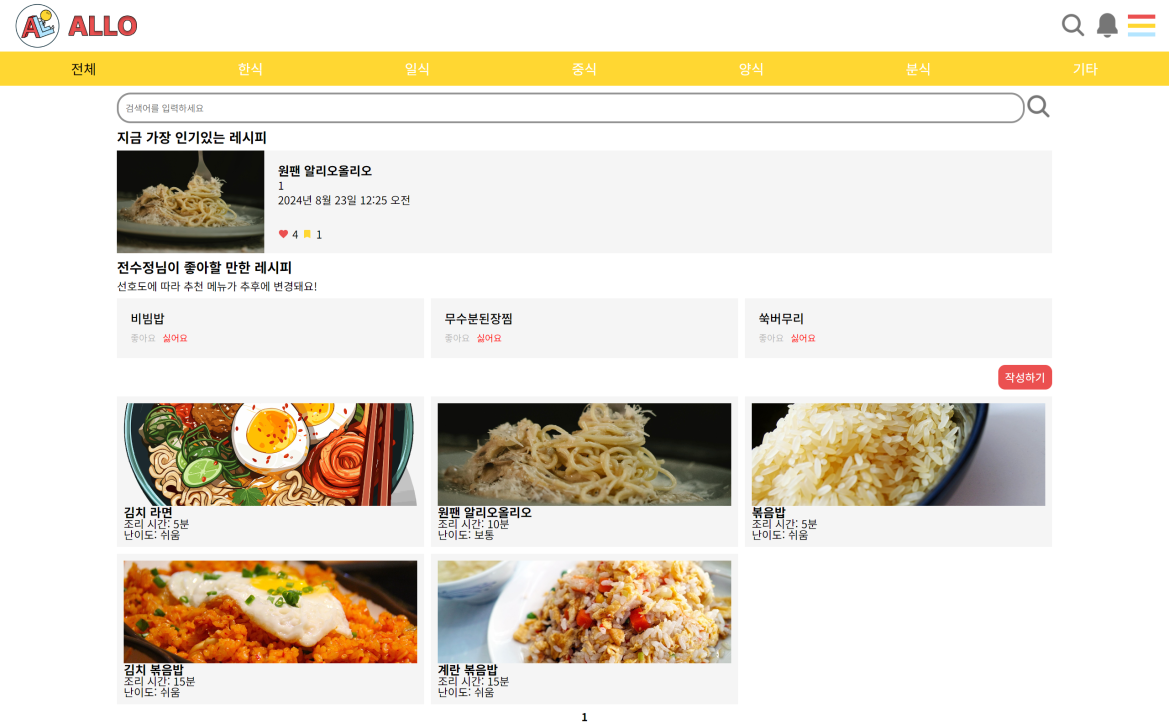 ALLO
전체 한식 일식 중식 양식 분식 기타
검색어를 입력하세요
지금 가장 인기있는 레시피
원팬 알리오올리오
1
2024년 8월 23일 12:25 오전
4 1
전수정님이 좋아할 만한 레시피
선호도에 따라 추천 메뉴가 추후에 변경돼요!
비빔밥
좋아요 싫어요
무수분된장찜
좋아요 싫어요
쑥버무리
좋아요 싫어요
작성하기
김치 라면
조리 시간: 5분
난이도: 쉬움
원팬 알리오올리오
조리 시간: 10분
난이도: 보통
볶음밥
조리 시간: 5분
난이도: 쉬움
김치 볶음밥
조리 시간: 15분
난이도: 쉬움
계란 볶음밥
조리 시간: 15분
난이도: 쉬움
1